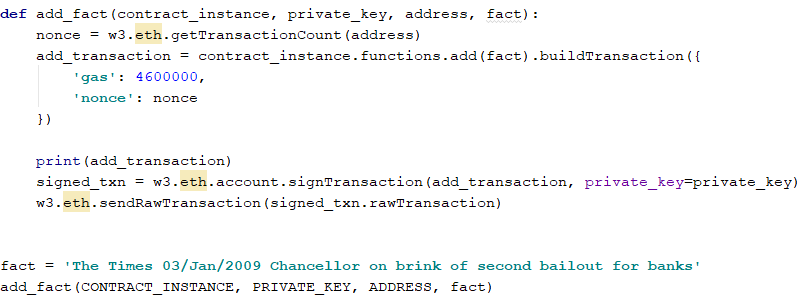 def add_fact(contract_instance, private_key, address, fact):
    nonce = w3.eth.getTransactionCount(address)
    add_transaction = contract_instance.functions.add(fact).buildTransaction({
        'gas': 4600000,
        'nonce': nonce
    })

    print(add_transaction)
    signed_txn = w3.eth.account.signTransaction(add_transaction, private_key=private_key)
    w3.eth.sendRawTransaction(signed_txn.rawTransaction)


fact = 'The Times 03/Jan/2009 Chancellor on brink of second bailout for banks'
add_fact(CONTRACT_INSTANCE, PRIVATE_KEY, ADDRESS, fact)